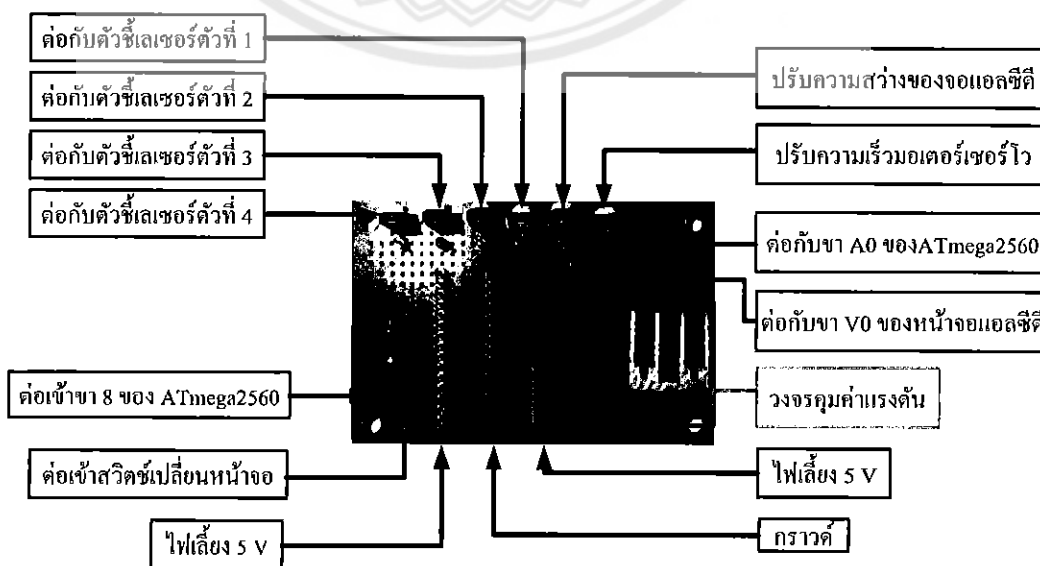 ต่อกับตัวชี้เลเซอร์ตัวที่ 1
ต่อกับตัวชี้เลเซอร์ตัวที่ 2
ต่อกับตัวชี้เลเซอร์ตัวที่ 3
ต่อกับตัวชี้เลเซอร์ตัวที่ 4
ต่อเข้าขา 8 ของ ATmega2560
ต่อเข้าสวิตช์เปลี่ยนหน้าจอ
ไฟเลี้ยง 5 V
ปรับความสว่างของจอแอลซีดี
ปรับความเร็วมอเตอร์เซอร์โว
ต่อกับขา A0 ของATmega2560
ต่อกับขา V0 ของหน้าจอแอลซีดี
วงจรคุมค่าแรงดัน
ไฟเลี้ยง 5 V
กราวด์